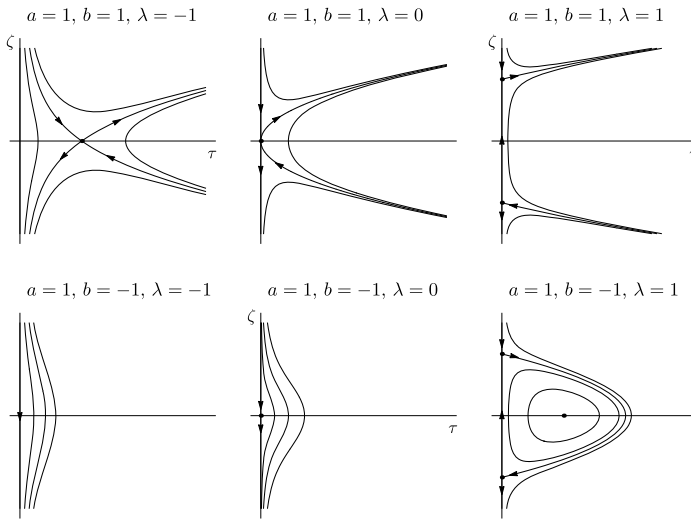 a = 1, b = 1, λ = −1
a = 1, b = 1, λ = 0
a = 1, b = 1, λ = 1
ζ
ζ
τ
a = 1, b = −1, λ = −1
a = 1, b = −1, λ = 0
a = 1, b = −1, λ = 1
ζ
τ